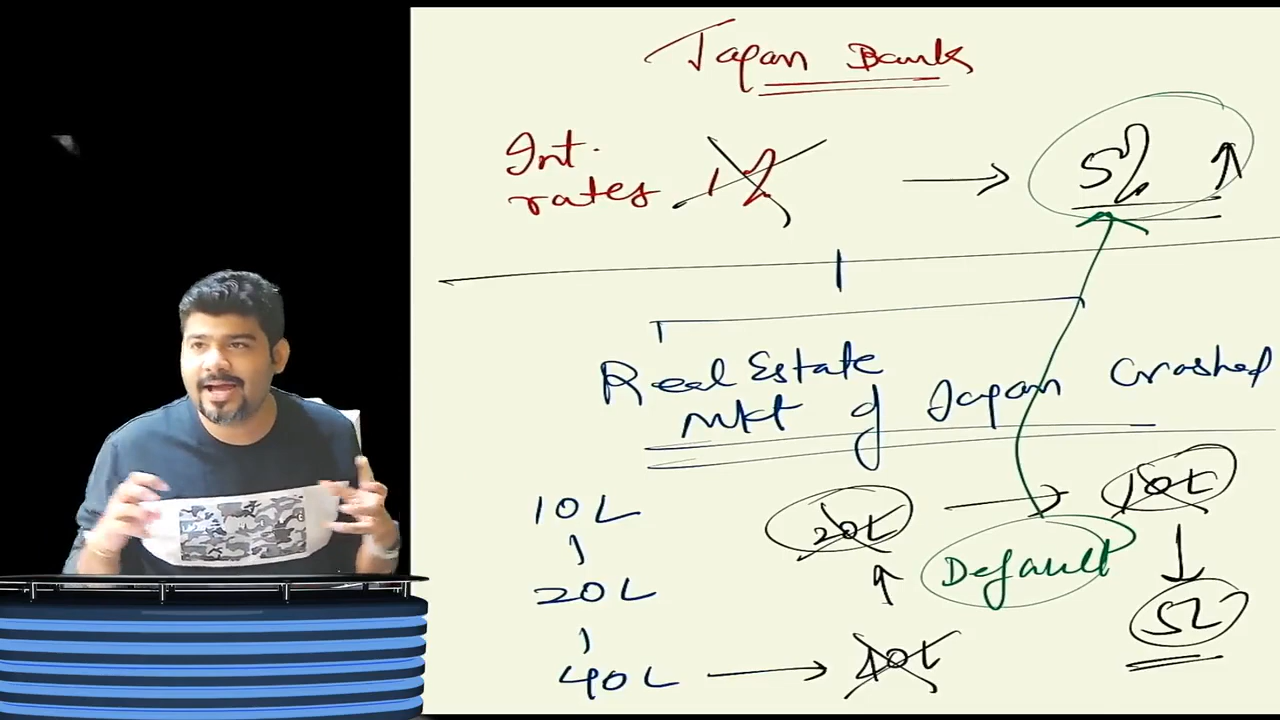 Japan Bank
Int. rates 1% → 5% ↑
Real Estate
Mkt of Japan Crashed
10L
20L → 10L
Default
20L
5L
40L → 40L